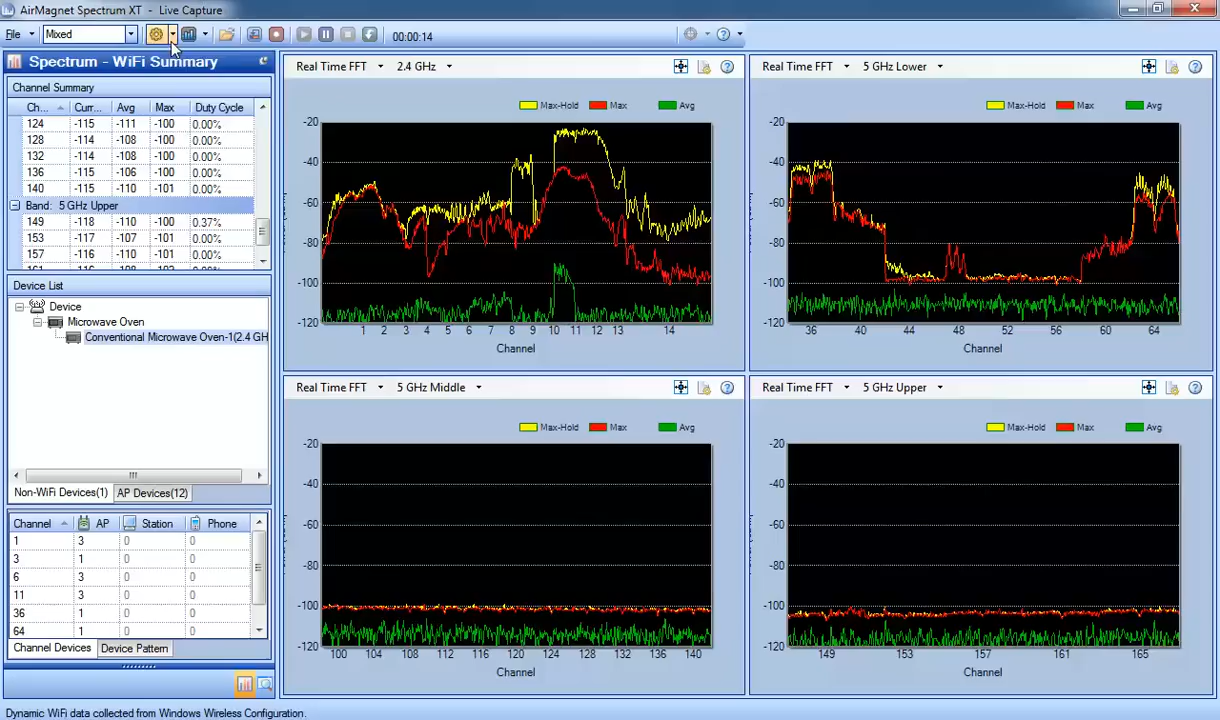 AirMagnet Spectrum XT - Live Capture
File Mixed 00:00:14
Spectrum - WiFi Summary
Channel Summary
Ch... Curr... Avg Max Duty Cycle
124 -115 -111 -100 0.00%
128 -114 -108 -100 0.00%
132 -114 -108 -100 0.00%
136 -115 -106 -100 0.00%
140 -115 -110 -101 0.00%
Band: 5 GHz Upper
149 -118 -110 -100 0.37%
153 -117 -107 -101 0.00%
157 -116 -110 -101 0.00%
Device List
Device
Microwave Oven
Conventional Microwave Oven-1(2.4 GH
Non-WiFi Devices(1) AP Devices(12)
Channel AP Station Phone
1 3 0 0
3 1 0 0
6 3 0 0
11 3 0 0
36 1 0 0
64 1 0 0
Channel Devices Device Pattern
Real Time FFT 2.4 GHz
Max-Hold Max Avg
-20
-40
-60
-80
-100
-120
1 2 3 4 5 6 7 8 9 10 11 12 13 14
Channel
Real Time FFT 5 GHz Lower
Max-Hold Max Avg
-20
-40
-60
-80
-100
-120
36 40 44 48 52 56 60 64
Channel
Real Time FFT 5 GHz Middle
Max-Hold Max Avg
-20
-40
-60
-80
-100
-120
100 104 108 112 116 120 124 128 132 136 140
Channel
Real Time FFT 5 GHz Upper
Max-Hold Max Avg
-20
-40
-60
-80
-100
-120
149 153 157 161 165
Channel
Dynamic WiFi data collected from Windows Wireless Configuration.